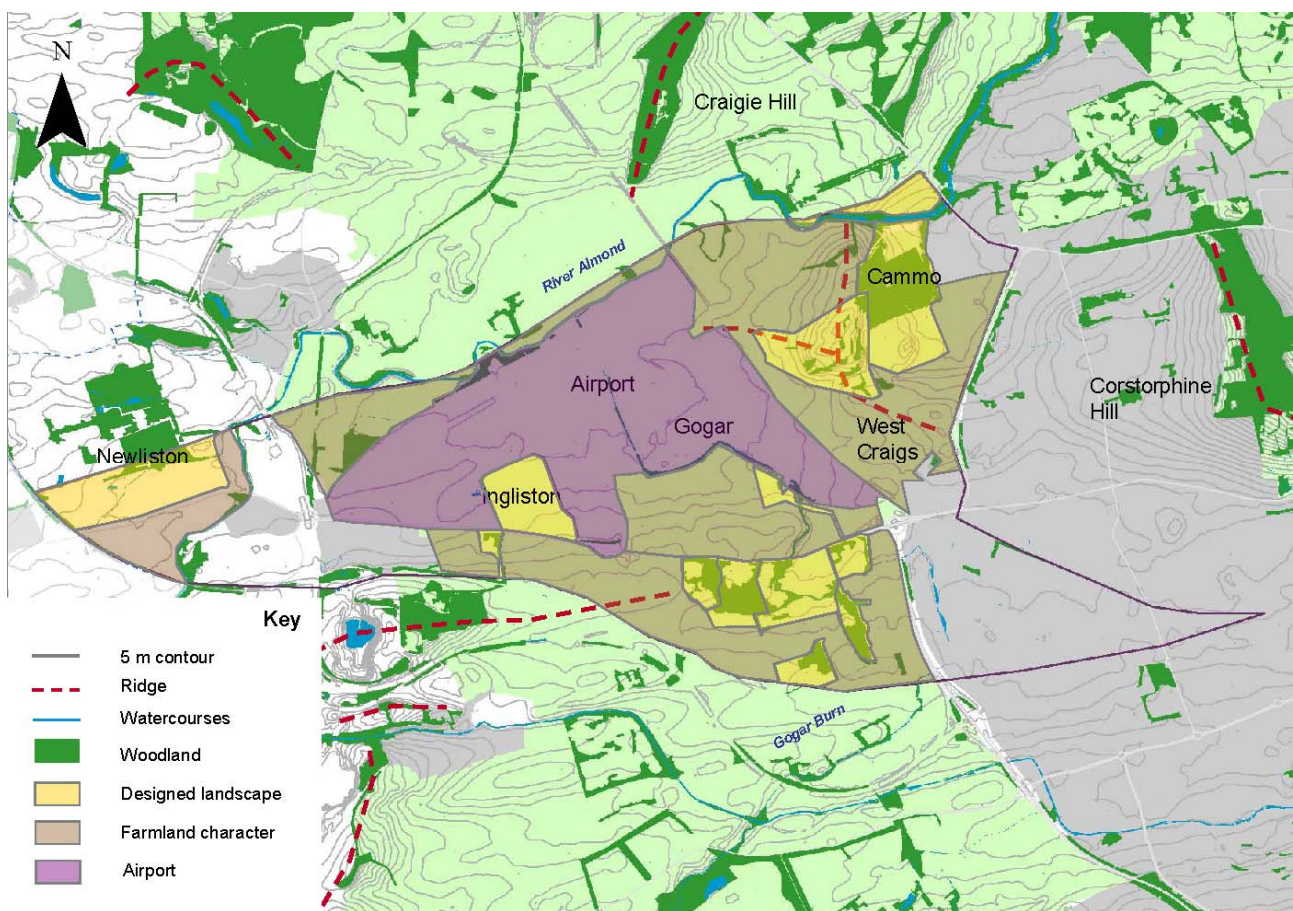 N
Craigie Hill
River Almond
Cammo
Airport
Corstorphine
Hill
Gogar
West
Craigs
Newliston
Ingliston
Key
5 m contour
Ridge
Watercourses
Woodland
Gogar Burn
Designed landscape
Farmland character
Airport